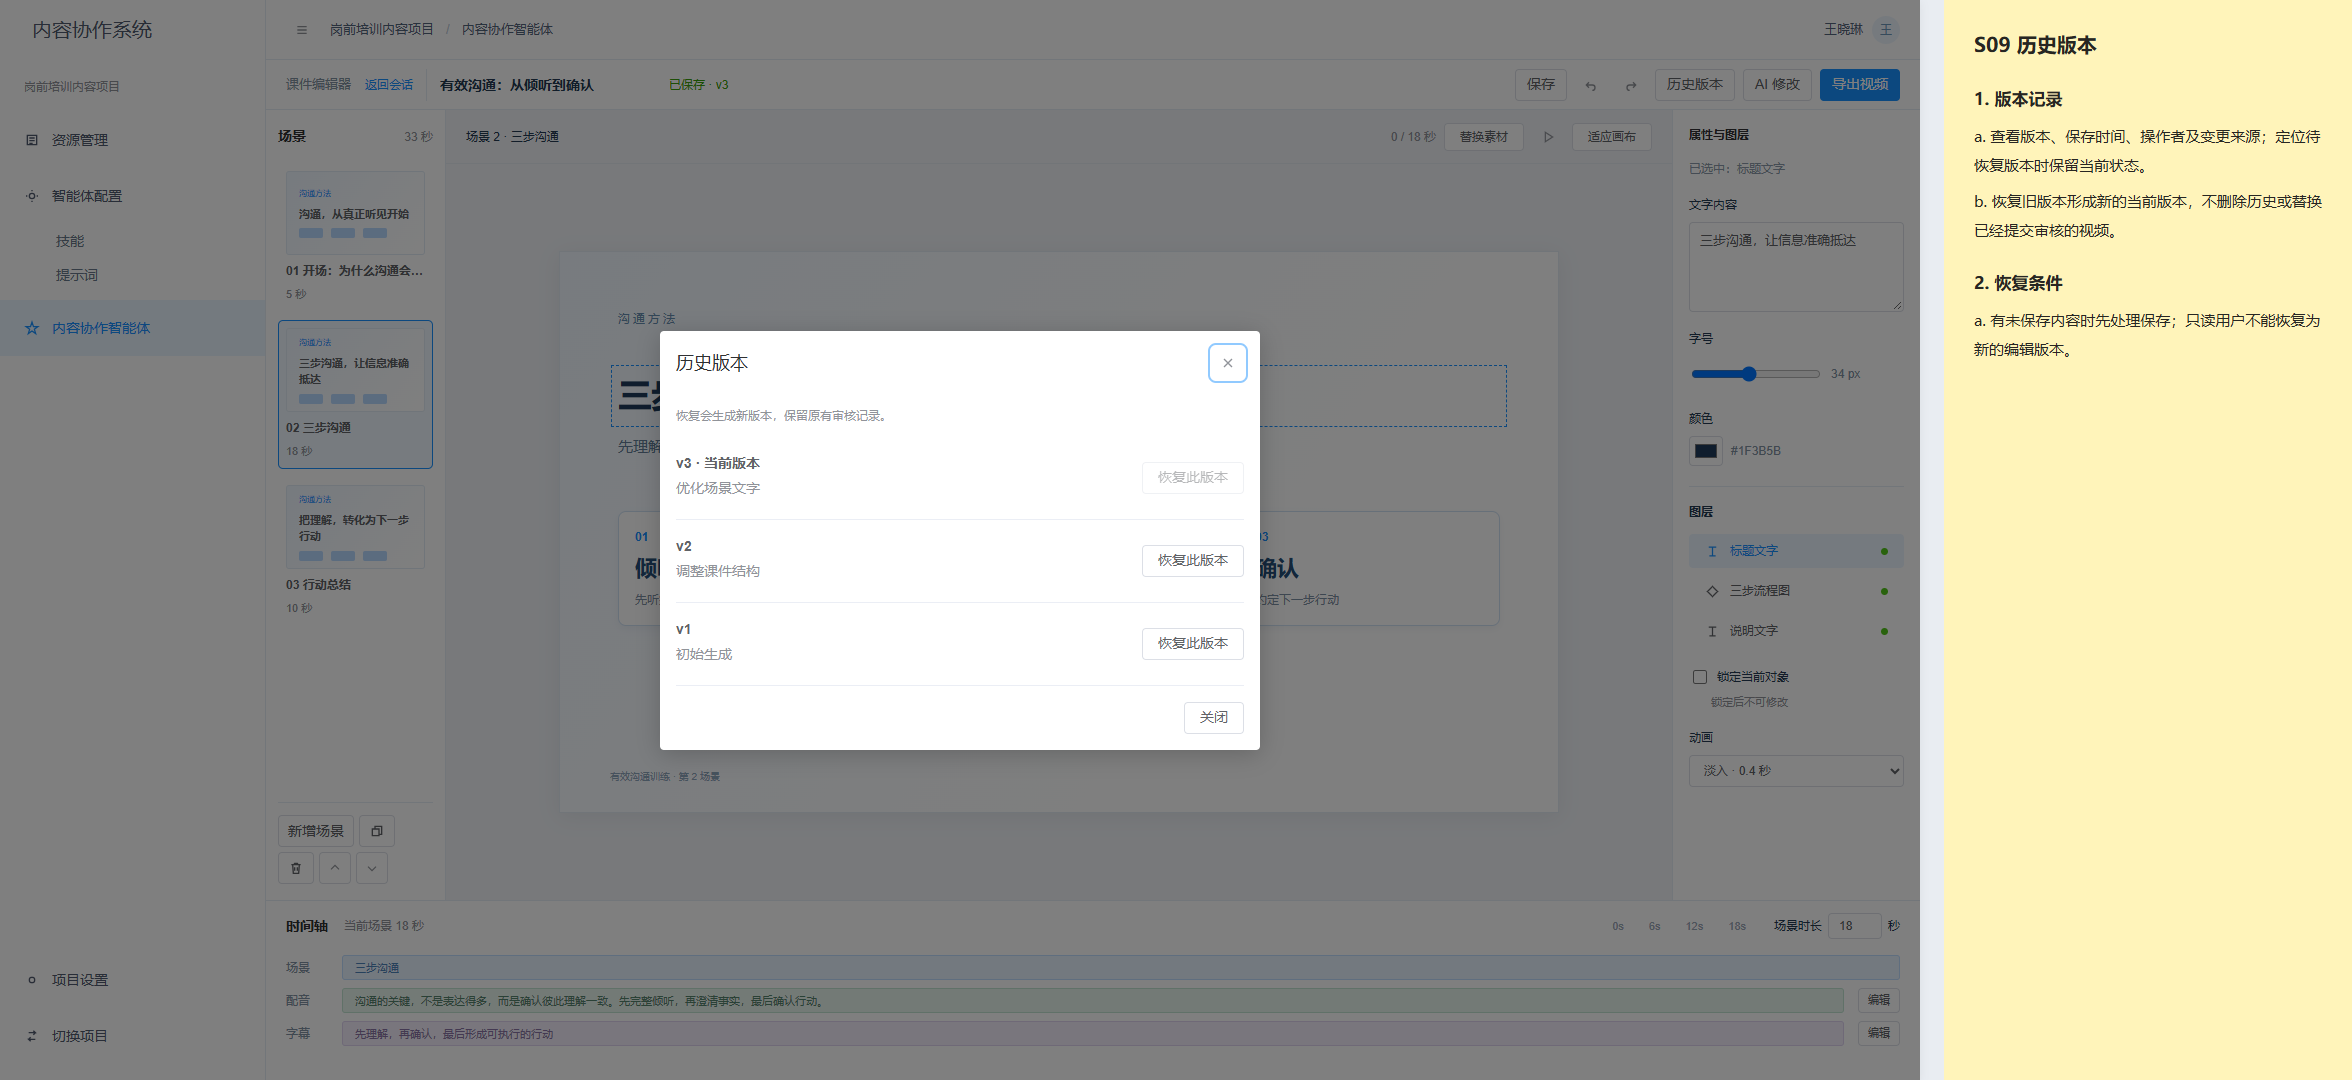 内容协作系统
岗前培训内容项目
资源管理
智能体配置
技能
提示词
内容协作智能体
项目设置
切换项目
岗前培训内容项目 / 内容协作智能体
王晓琳 王
课件编辑器 返回会话 有效沟通：从倾听到确认 已保存 · v3
保存 历史版本 AI 修改 导出视频
场景 33 秒
沟通方法
沟通，从真正听见开始
01 开场：为什么沟通会...
5 秒
沟通方法
三步沟通，让信息准确
抵达
02 三步沟通
18 秒
沟通方法
把理解，转化为下一步
行动
03 行动总结
10 秒
新增场景
场景 2 · 三步沟通 0 / 18 秒 替换素材 适应画布
沟通方法
先理解
01
先听
03
确认
定下一步行动
有效沟通训练 · 第 2 场景
历史版本
恢复会生成新版本，保留原有审核记录。
v3 · 当前版本
优化场景文字
恢复此版本
v2
调整课件结构
恢复此版本
v1
初始生成
恢复此版本
关闭
属性与图层
已选中：标题文字
文字内容
三步沟通，让信息准确抵达
字号
34 px
颜色
#1F3B5B
图层
标题文字
三步流程图
说明文字
锁定当前对象
锁定后不可修改
动画
淡入 · 0.4 秒
时间轴 当前场景 18 秒 0s 6s 12s 18s 场景时长 18 秒
场景 三步沟通
配音 沟通的关键，不是表达得多，而是确认彼此理解一致。先完整倾听，再澄清事实，最后确认行动。 编辑
字幕 先理解，再确认，最后形成可执行的行动 编辑
S09 历史版本
1. 版本记录
a. 查看版本、保存时间、操作者及变更来源；定位待
恢复版本时保留当前状态。
b. 恢复旧版本形成新的当前版本，不删除历史或替换
已经提交审核的视频。
2. 恢复条件
a. 有未保存内容时先处理保存；只读用户不能恢复为
新的编辑版本。